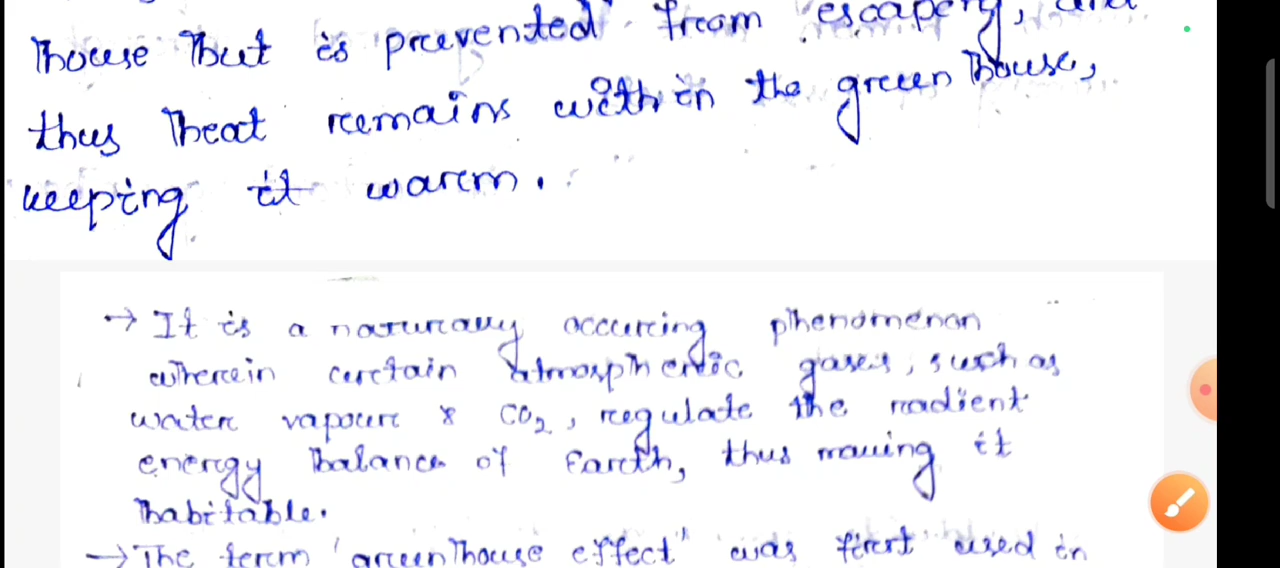 house but is prevented from escaping, and
thus heat remains within the green house,
keeping it warm.
→ It is a naturally occurring phenomenon
wherein certain atmospheric gases, such as
water vapour & CO₂, regulate the radient
energy balance of Earth, thus making it
habitable.
→ The term 'greenhouse effect" was first used in